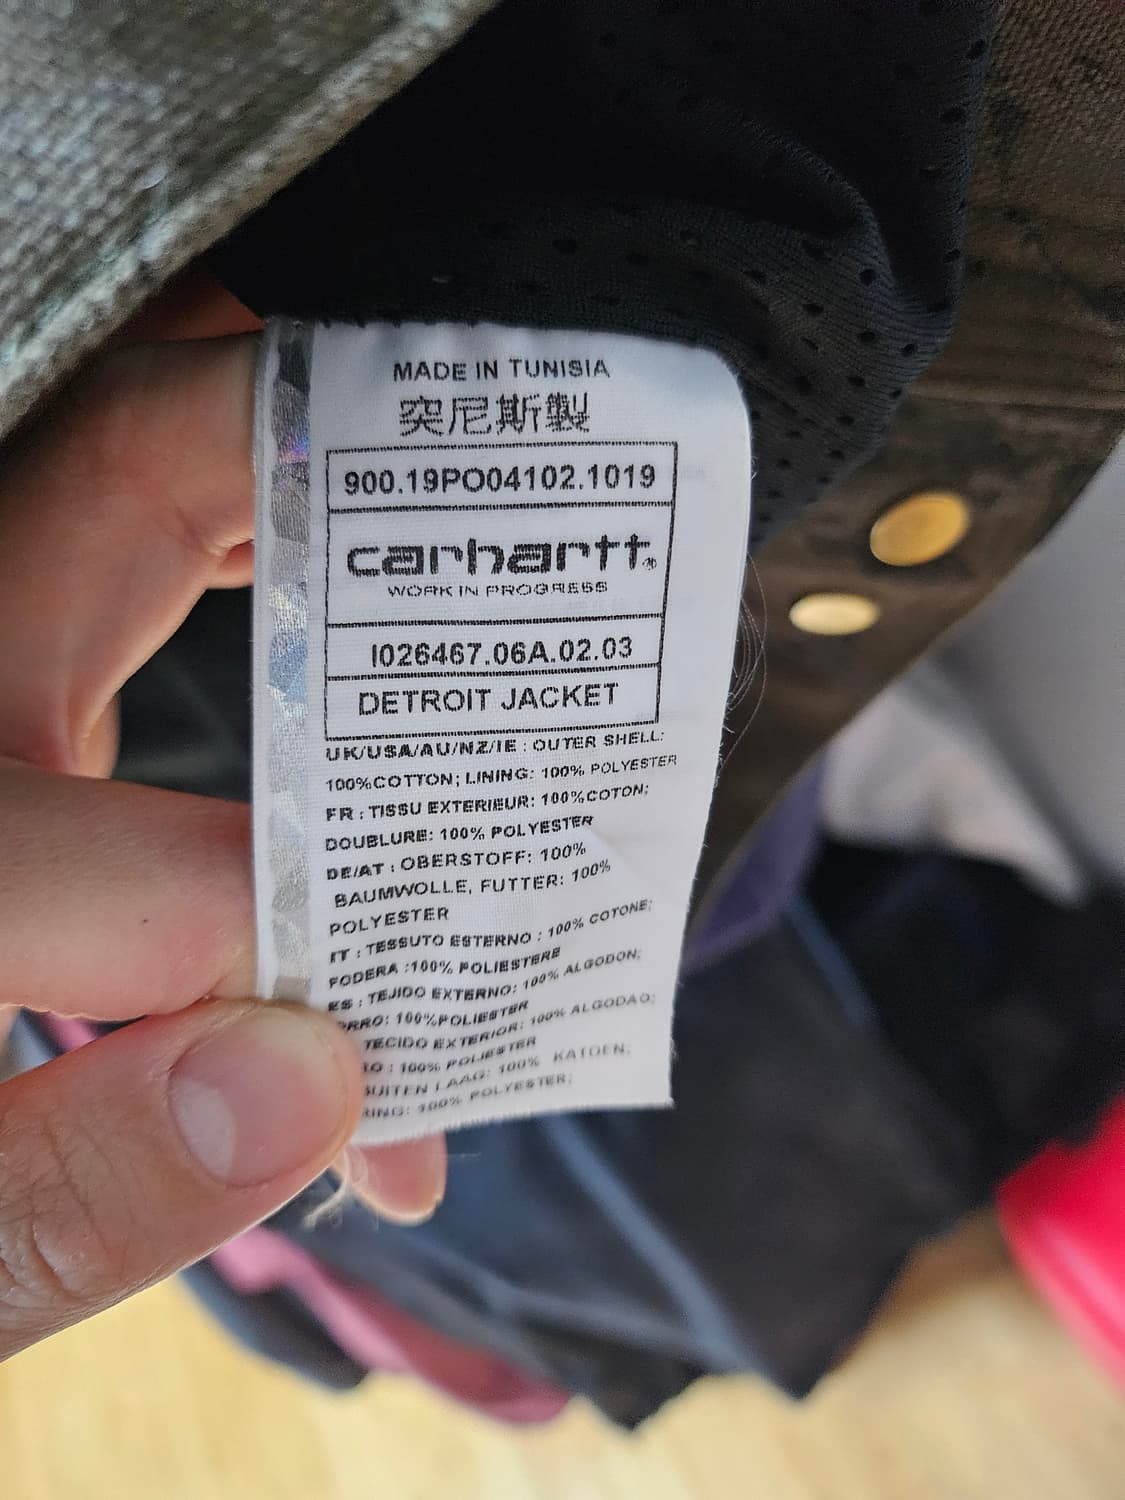 MADE IN TUNISIA
突尼斯製
900.19PO04102.1019
carhartt®
WORK IN PROGRESS
I026467.06A.02.03
DETROIT JACKET
UK/USA/AU/NZ/IE : OUTER SHELL:
100%COTTON; LINING: 100% POLYESTER
FR : TISSU EXTERIEUR: 100%COTON;
DOUBLURE: 100% POLYESTER
DE/AT : OBERSTOFF: 100%
BAUMWOLLE, FUTTER: 100%
POLYESTER
IT : TESSUTO ESTERNO : 100% COTONE;
FODERA :100% POLIESTERE
ES : TEJIDO EXTERNO: 100% ALGODON;
RRO: 100%POLIESTER
TECIDO EXTERIOR: 100% ALGODAO;
RO : 100% POLIESTER
BUITEN LAAG: 100% KATOEN;
RING: 100% POLYESTER;